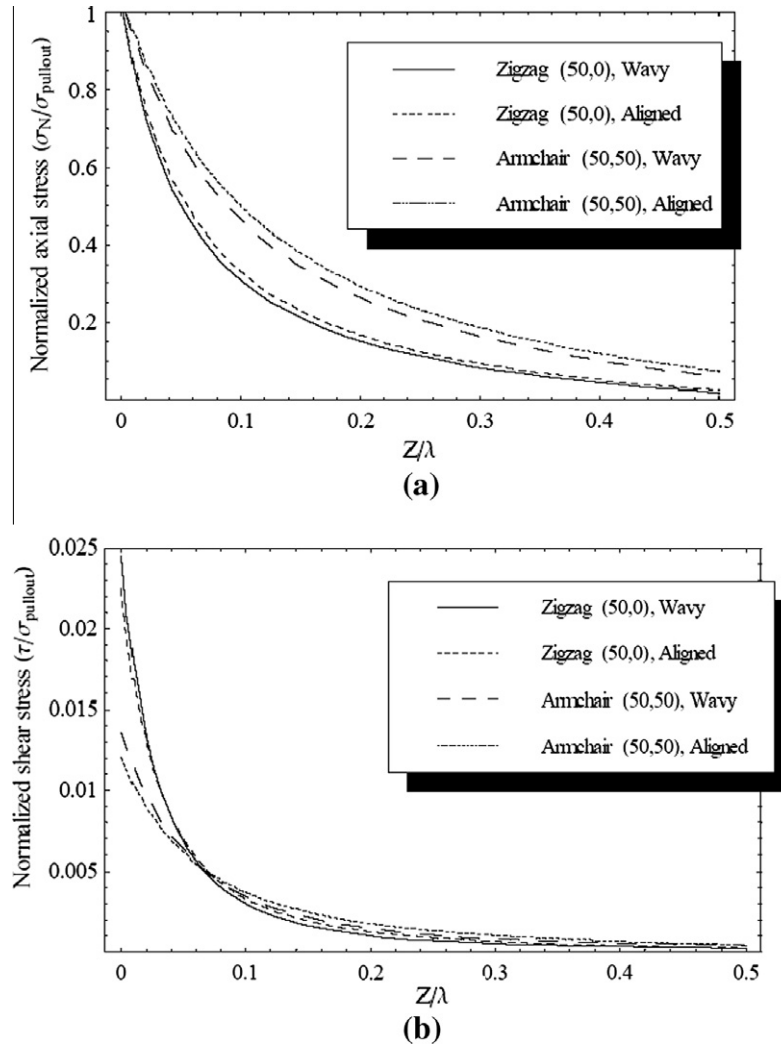 Normalized axial stress (σN/σpullout)
1
0.8
0.6
0.4
0.2
Zigzag (50,0), Wavy
Zigzag (50,0), Aligned
Armchair (50,50), Wavy
Armchair (50,50), Aligned
0 0.1 0.2 0.3 0.4 0.5
Z/λ
(a)
Normalized shear stress (τ/σpullout)
0.025
0.02
0.015
0.01
0.005
Zigzag (50,0), Wavy
Zigzag (50,0), Aligned
Armchair (50,50), Wavy
Armchair (50,50), Aligned
0 0.1 0.2 0.3 0.4 0.5
Z/λ
(b)